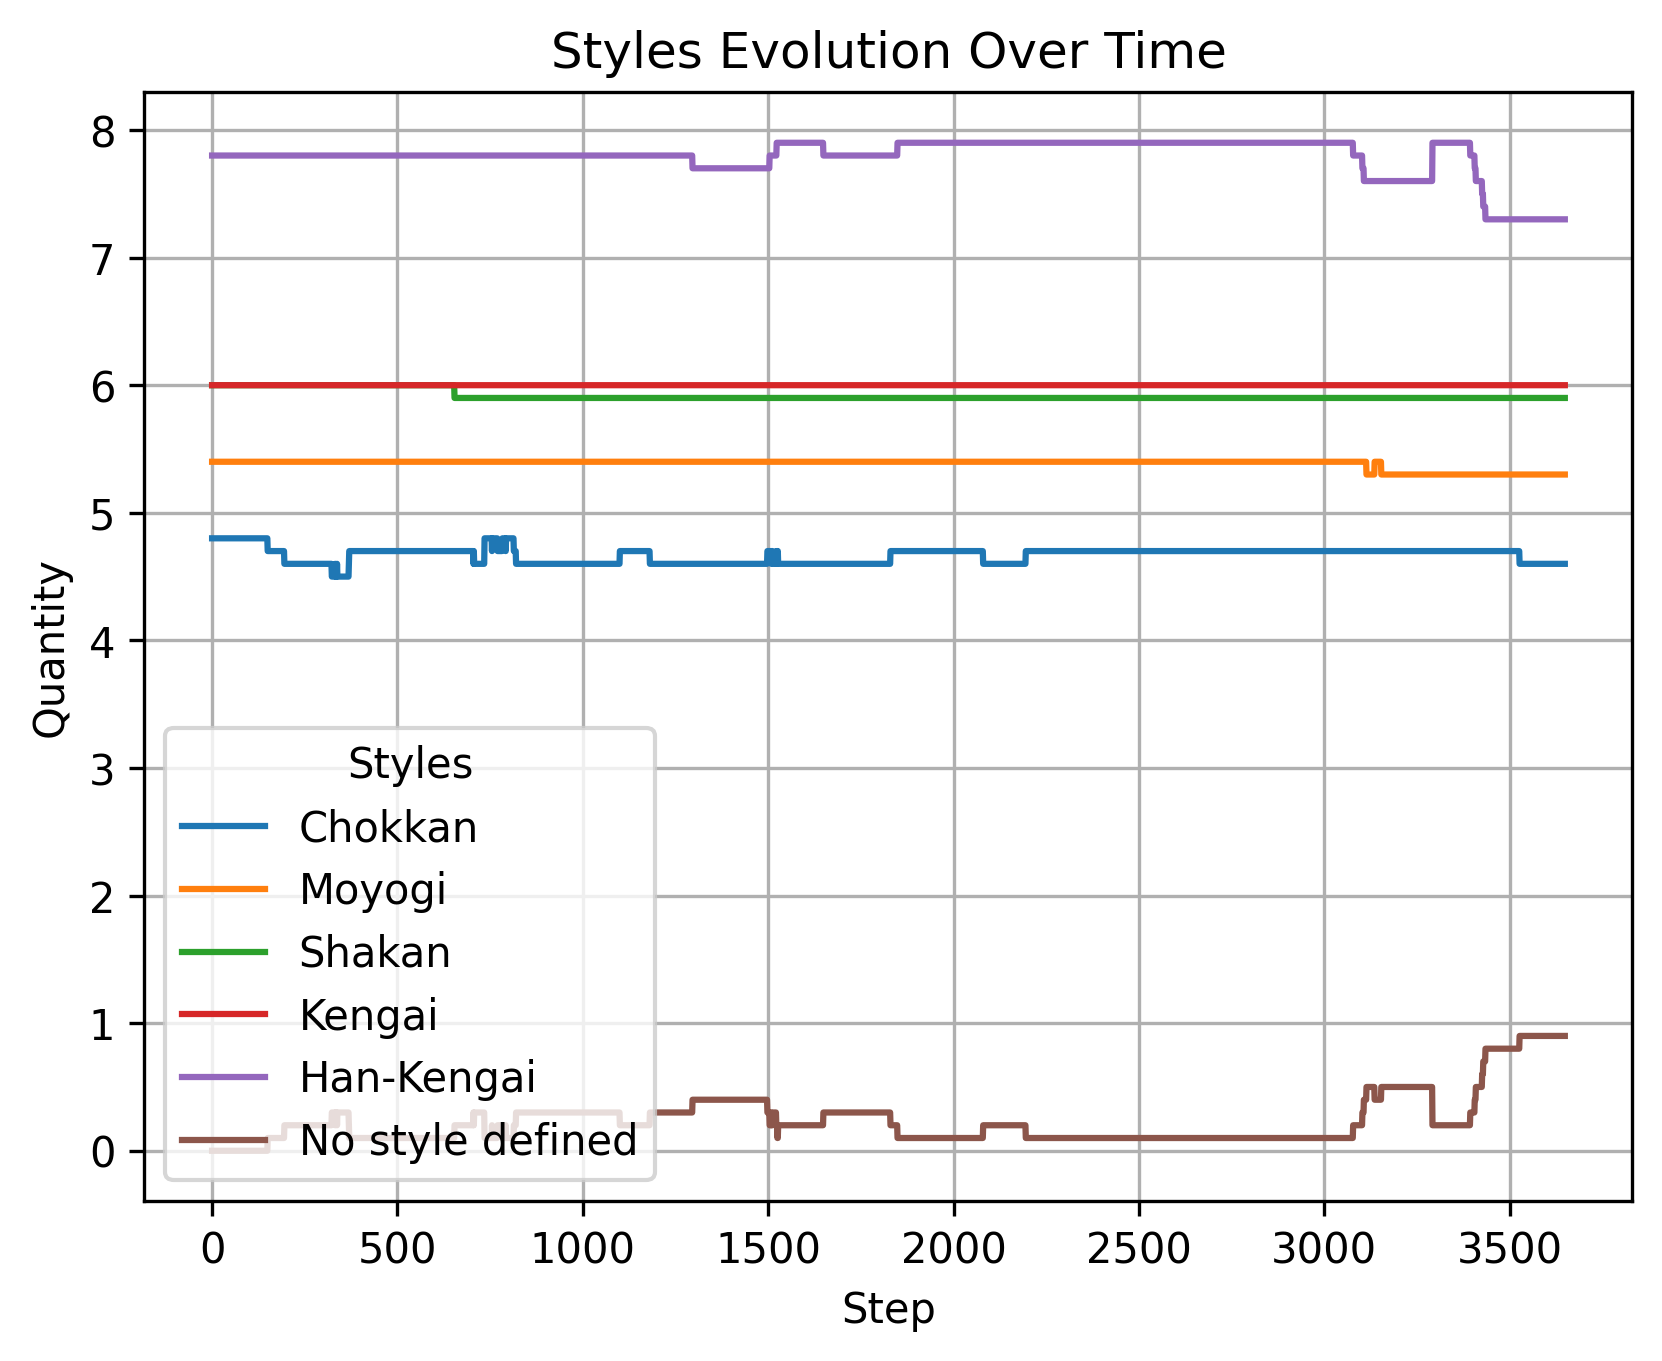 Styles Evolution Over Time
8
7
6
5
4
3
2
1
0
Quantity
Styles
Chokkan
Moyogi
Shakan
Kengai
Han-Kengai
No style defined
0 500 1000 1500 2000 2500 3000 3500
Step